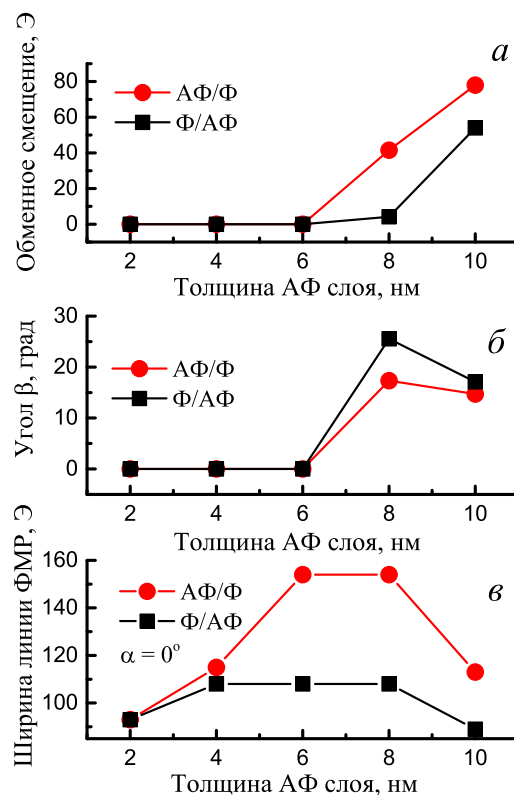 а
Обменное смещение, Э
80
60
40
20
0
АФ/Ф
Ф/АФ
2 4 6 8 10
Толщина АФ слоя, нм
б
Угол β, град
30
20
10
0
АФ/Ф
Ф/АФ
2 4 6 8 10
Толщина АФ слоя, нм
в
Ширина линии ФМР, Э
160
140
120
100
АФ/Ф
Ф/АФ
α = 0°
2 4 6 8 10
Толщина АФ слоя, нм